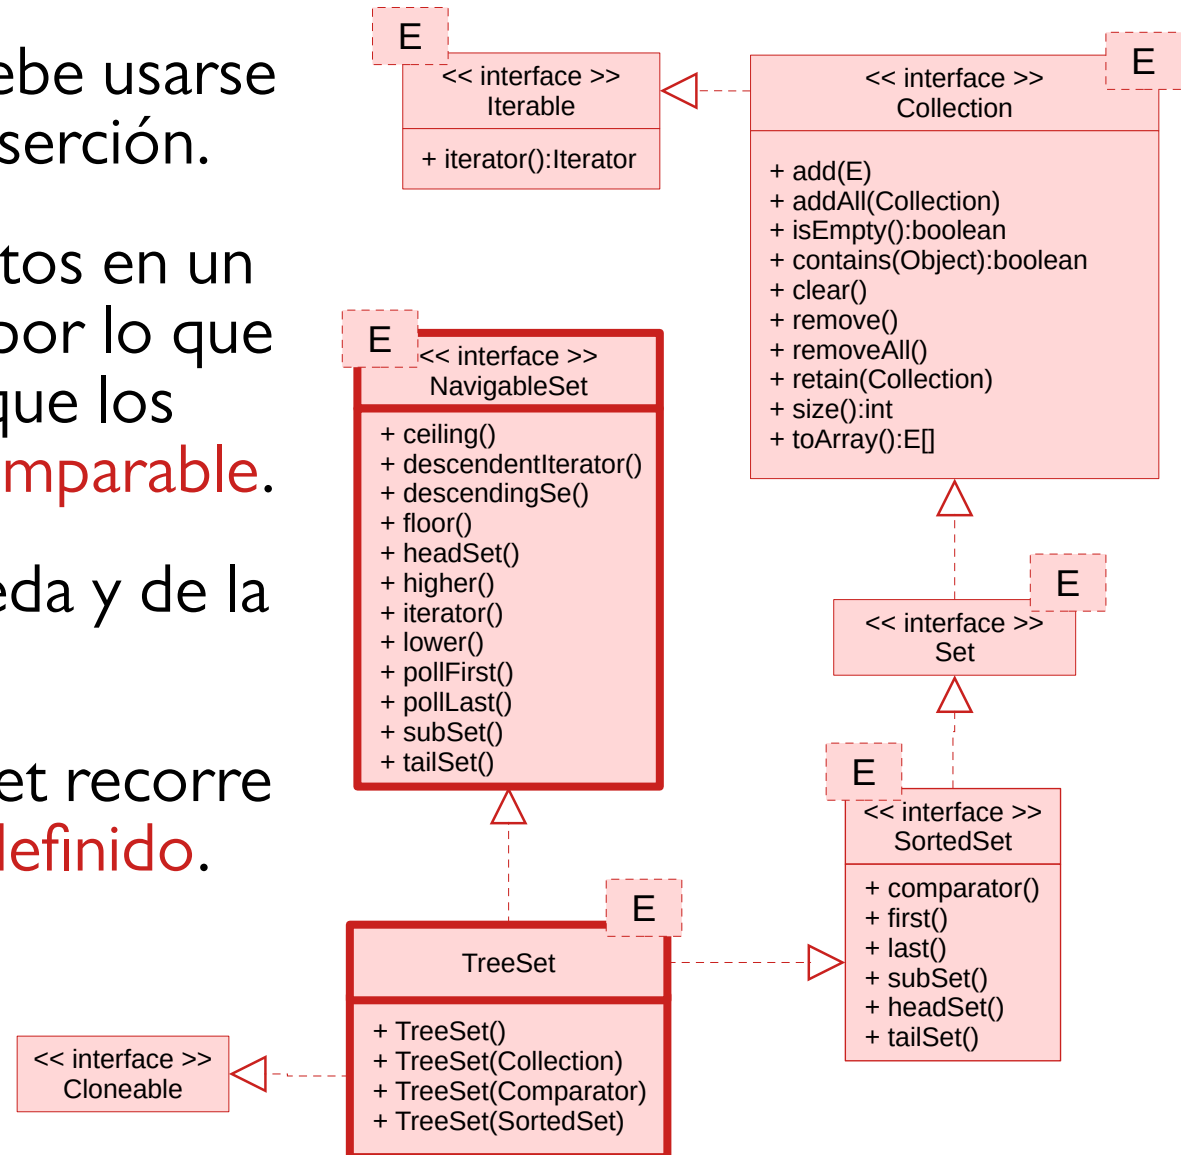 ebe usarse
serción.
tos en un
por lo que
que los
mparable.
eda y de la
et recorre
definido.
E
<< interface >>
Iterable
+ iterator():Iterator
E
<< interface >>
Collection
+ add(E)
+ addAll(Collection)
+ isEmpty():boolean
+ contains(Object):boolean
+ clear()
+ remove()
+ removeAll()
+ retain(Collection)
+ size():int
+ toArray():E[]
E
<< interface >>
NavigableSet
+ ceiling()
+ descendentIterator()
+ descendingSe()
+ floor()
+ headSet()
+ higher()
+ iterator()
+ lower()
+ pollFirst()
+ pollLast()
+ subSet()
+ tailSet()
E
<< interface >>
Set
E
<< interface >>
SortedSet
+ comparator()
+ first()
+ last()
+ subSet()
+ headSet()
+ tailSet()
E
TreeSet
+ TreeSet()
+ TreeSet(Collection)
+ TreeSet(Comparator)
+ TreeSet(SortedSet)
<< interface >>
Cloneable